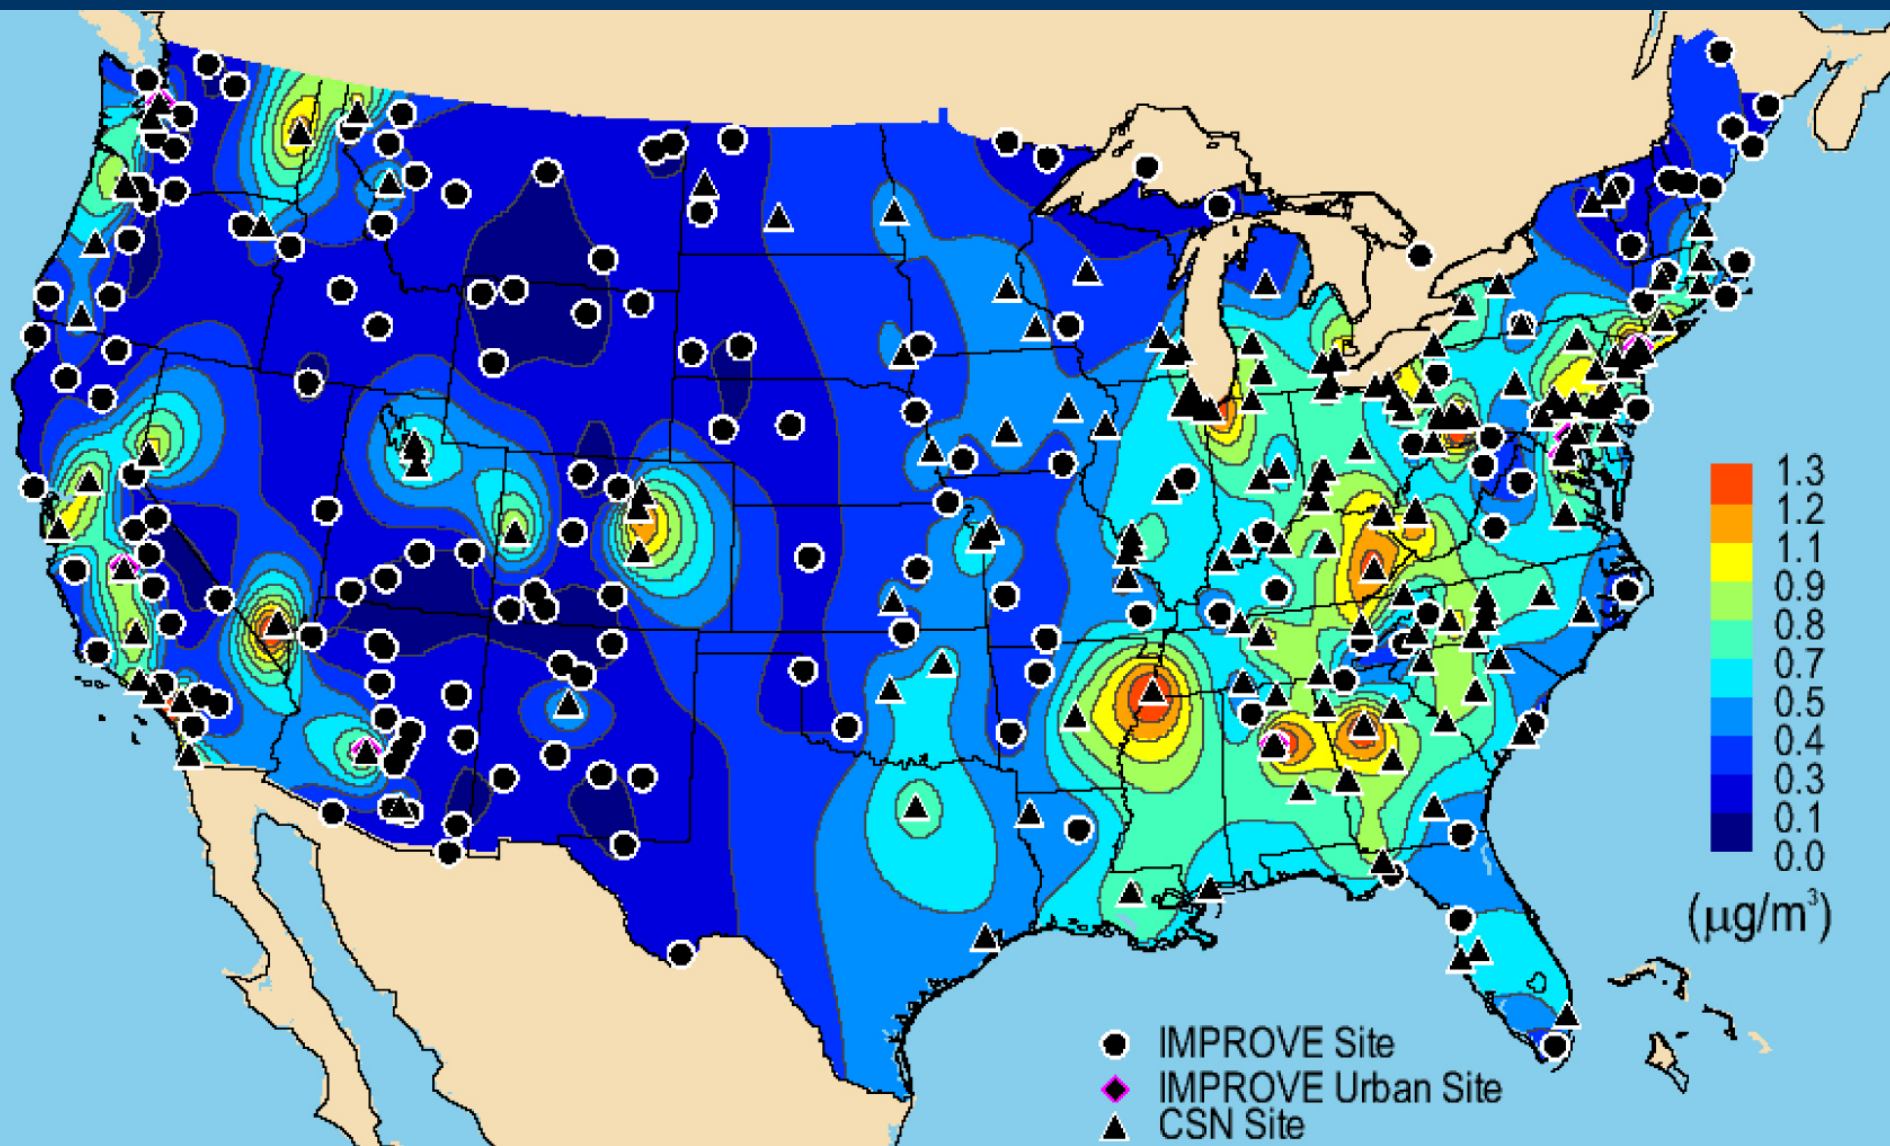 1.3
1.2
1.1
0.9
0.8
0.7
0.5
0.4
0.3
0.1
0.0
(μg/m³)
IMPROVE Site
IMPROVE Urban Site
CSN Site